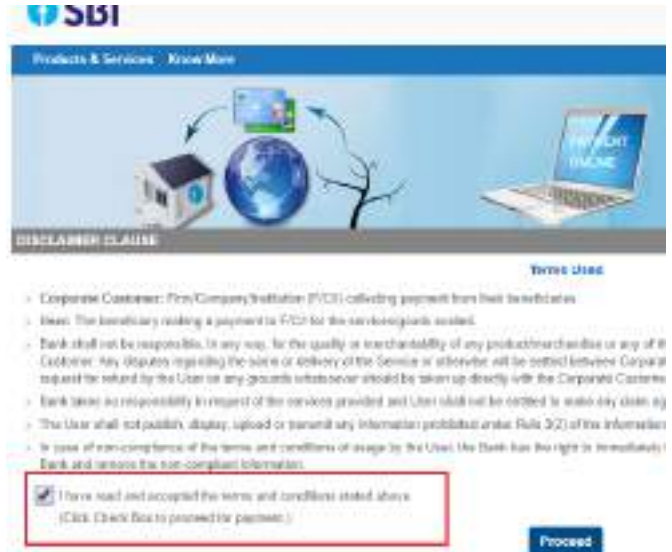 SBI
Products & Services Know More
PAYMENT
ONLINE
DISCLAIMER CLAUSE
Terms Used
Corporate Customer: Firm/Company/Institution (F/C/I) collecting payment from their beneficiaries
User: The beneficiary making a payment to F/C/I for the services/goods availed.
Bank shall not be responsible, in any way, for the quality or merchantability of any product/merchandise or any of th
Customer. Any disputes regarding the same or delivery of the Service or otherwise will be settled between Corporat
request for refund by the User on any grounds whatsoever should be taken up directly with the Corporate Custome
Bank takes no responsibility in respect of the services provided and User shall not be entitled to make any claim ag
The User shall not publish, display, upload or transmit any information prohibited under Rule 3(2) of the Information
In case of non-compliance of the terms and conditions of usage by the User, the Bank has the right to immediately t
Bank and remove the non-compliant information.
I have read and accepted the terms and conditions stated above.
(Click Check Box to proceed for payment.)
Proceed